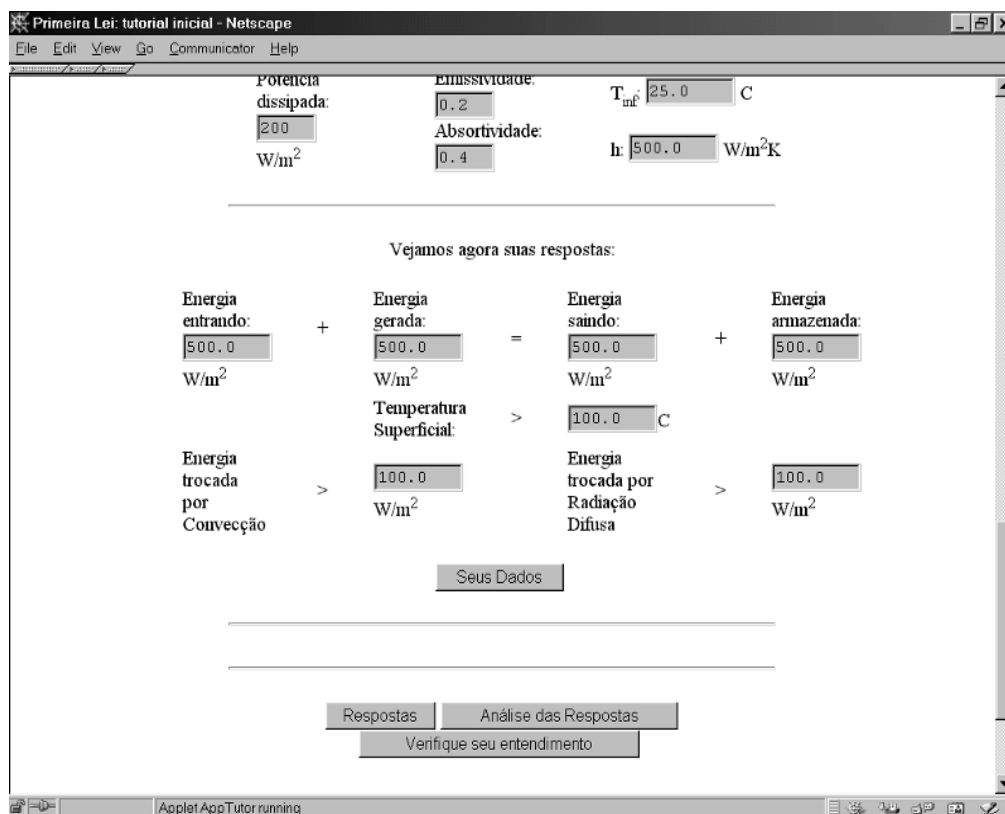 Primeira Lei: tutorial inicial - Netscape
File Edit View Go Communicator Help
Potência
dissipada:
200
W/m²
Emissividade:
0.2
Absortividade:
0.4
Tinf: 25.0 C
h: 500.0 W/m²K
Vejamos agora suas respostas:
Energia
entrando:
500.0
W/m²
+
Energia
gerada:
500.0
W/m²
=
Energia
saindo:
500.0
W/m²
+
Energia
armazenada:
500.0
W/m²
Temperatura
Superficial:
>
100.0 C
Energia
trocada
por
Convecção
>
100.0
W/m²
Energia
trocada por
Radiação
Difusa
>
100.0
W/m²
Seus Dados
Respostas
Análise das Respostas
Verifique seu entendimento
Applet AppTutor running